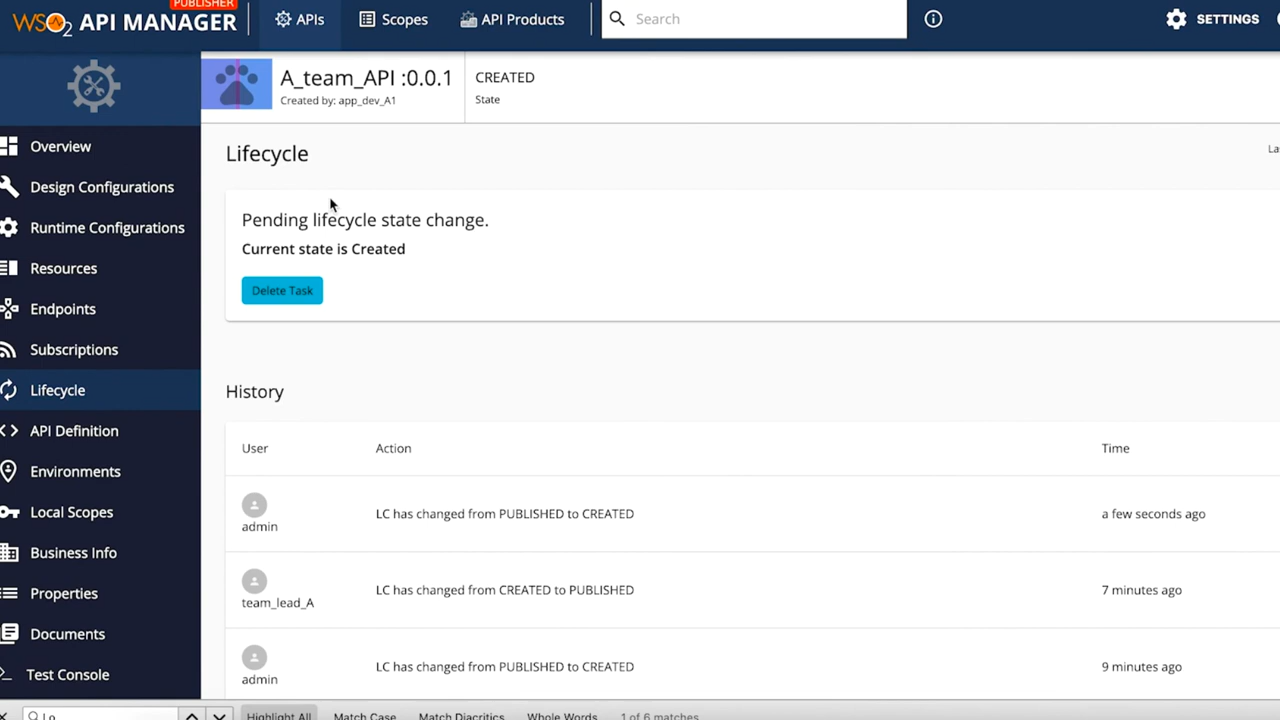 PUBLISHER
WSO2 API MANAGER
APIs
Scopes
API Products
Search
SETTINGS
A_team_API :0.0.1
Created by: app_dev_A1
CREATED
State
Overview
Design Configurations
Runtime Configurations
Resources
Endpoints
Subscriptions
Lifecycle
API Definition
Environments
Local Scopes
Business Info
Properties
Documents
Test Console
Lifecycle
Pending lifecycle state change.
Current state is Created
Delete Task
History
User Action Time
admin LC has changed from PUBLISHED to CREATED a few seconds ago
team_lead_A LC has changed from CREATED to PUBLISHED 7 minutes ago
admin LC has changed from PUBLISHED to CREATED 9 minutes ago
Highlight All Match Case Match Diacritics Whole Words 1 of 6 matches